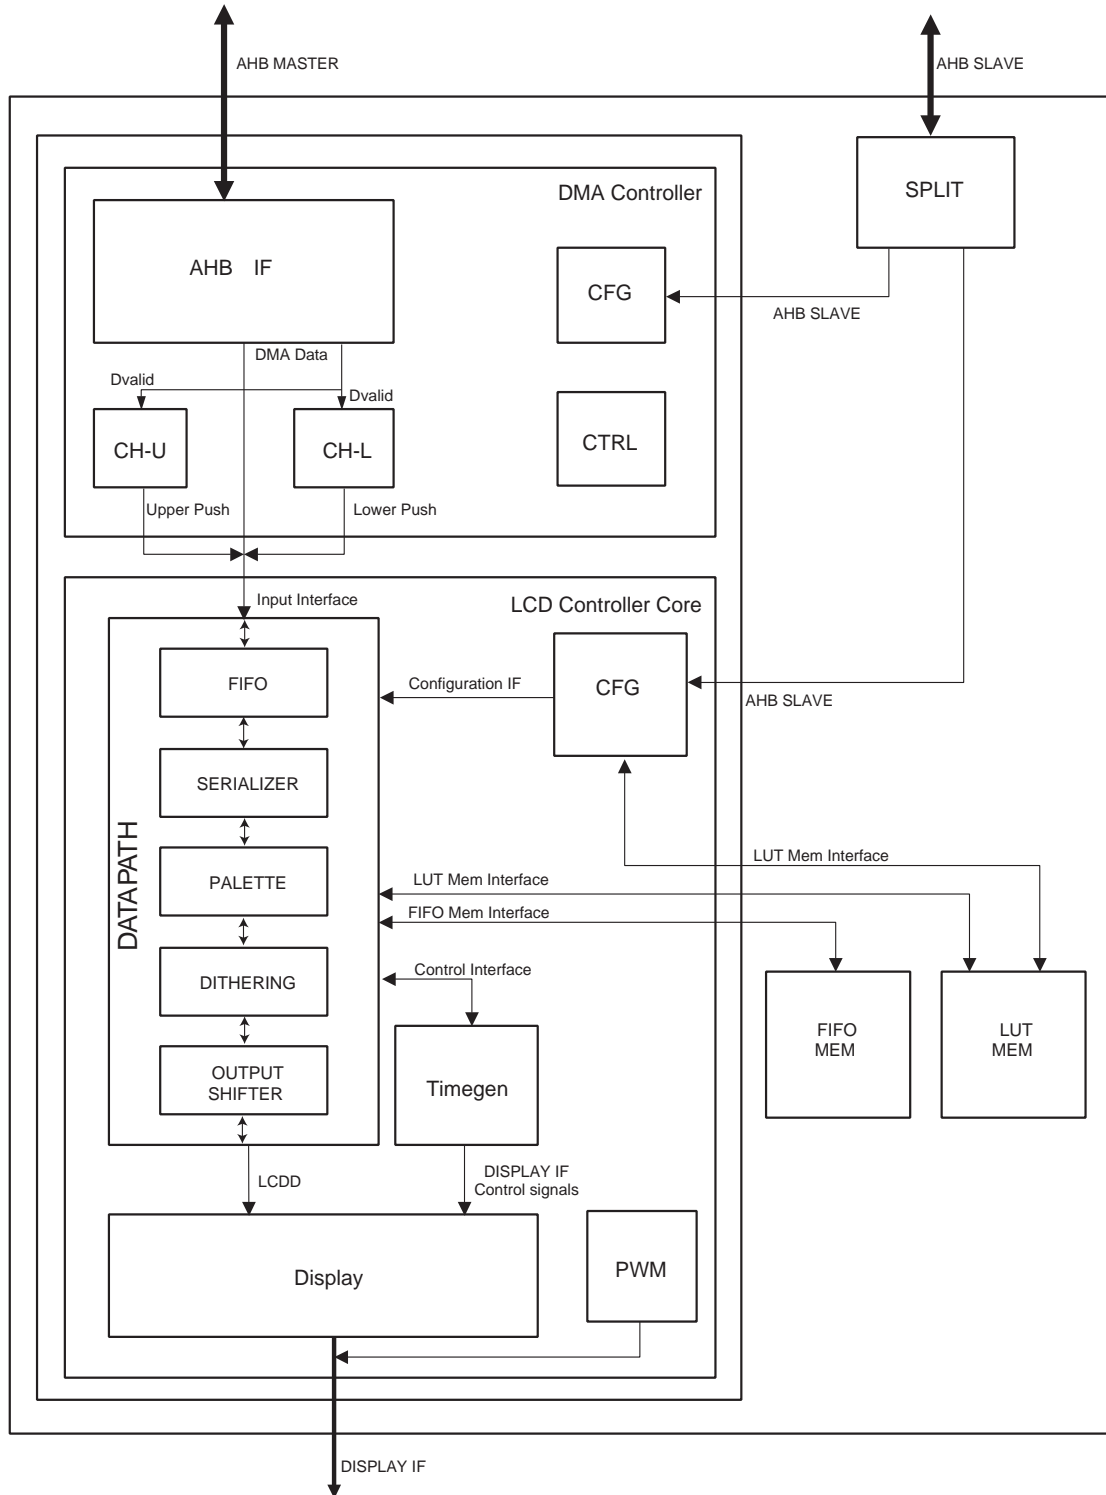 AHB MASTER
AHB SLAVE
DMA Controller
SPLIT
AHB IF
CFG
AHB SLAVE
DMA Data
Dvalid
Dvalid
CH-U
CH-L
CTRL
Upper Push
Lower Push
Input Interface
LCD Controller Core
FIFO
Configuration IF
CFG
AHB SLAVE
SERIALIZER
DATAPATH
PALETTE
LUT Mem Interface
LUT Mem Interface
FIFO Mem Interface
DITHERING
Control Interface
FIFO
MEM
LUT
MEM
OUTPUT
SHIFTER
Timegen
LCDD
DISPLAY IF
Control signals
Display
PWM
DISPLAY IF